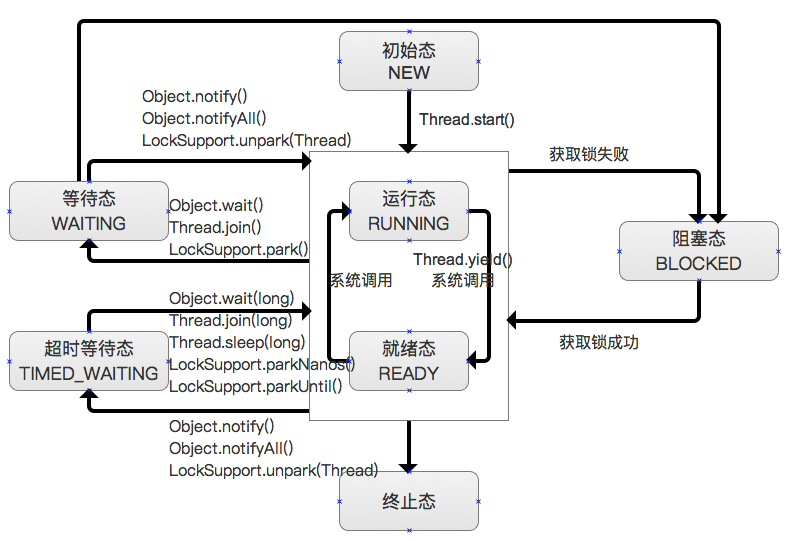 初始态
NEW
Object.notify()
Object.notifyAll()
LockSupport.unpark(Thread)
Thread.start()
获取锁失败
等待态
WAITING
Object.wait()
Thread.join()
LockSupport.park()
运行态
RUNNING
阻塞态
BLOCKED
Thread.yield()
系统调用
系统调用
Object.wait(long)
Thread.join(long)
Thread.sleep(long)
LockSupport.parkNanos()
LockSupport.parkUntil()
超时等待态
TIMED_WAITING
就绪态
READY
获取锁成功
Object.notify()
Object.notifyAll()
LockSupport.unpark(Thread)
终止态